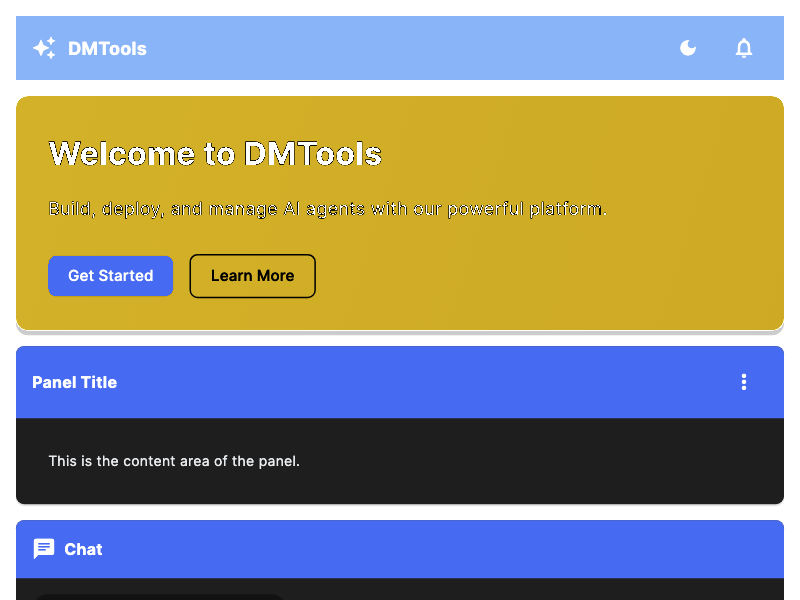 DMTools
Welcome to DMTools
Build, deploy, and manage AI agents with our powerful platform.
Get Started
Learn More
Panel Title
This is the content area of the panel.
Chat